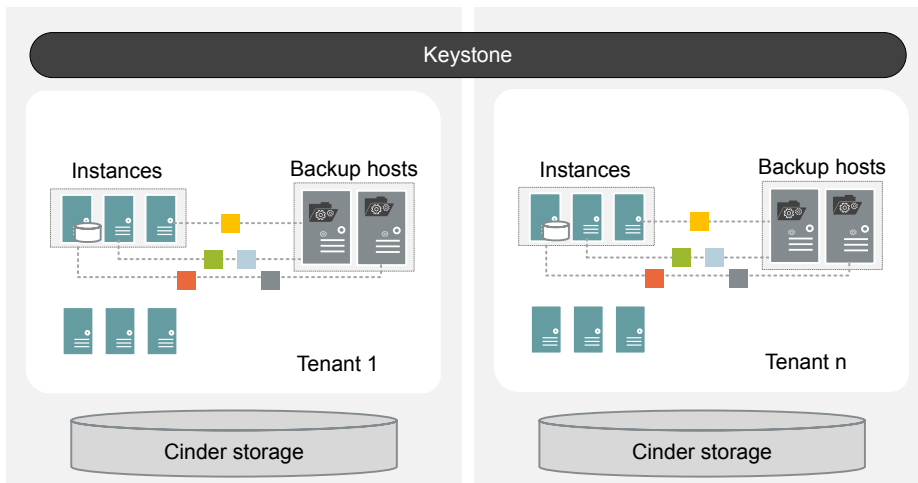 Keystone
Instances
Backup hosts
Tenant 1
Cinder storage
Instances
Backup hosts
Tenant n
Cinder storage